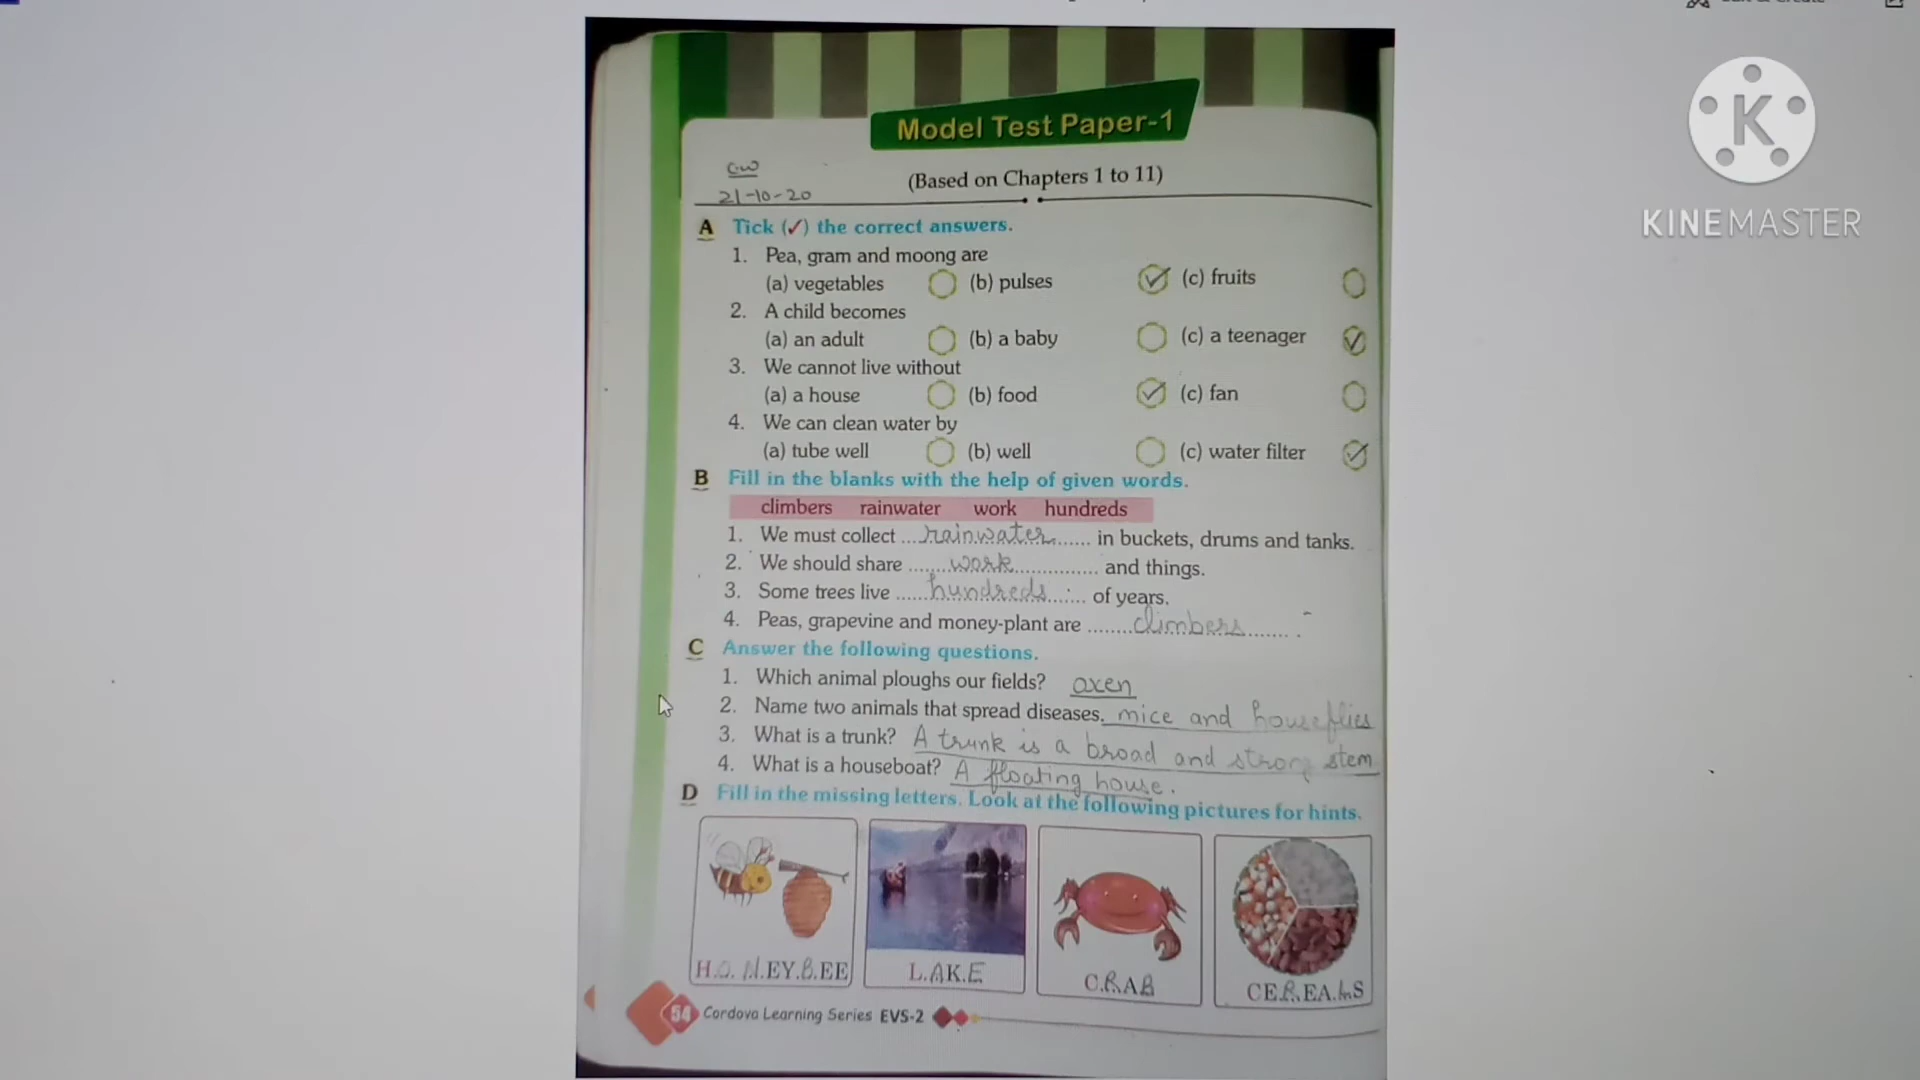 KINEMASTER
Model Test Paper-1
C.W
21-10-20
(Based on Chapters 1 to 11)
A Tick (✓) the correct answers.
1. Pea, gram and moong are
(a) vegetables (b) pulses ✓ (c) fruits
2. A child becomes
(a) an adult (b) a baby (c) a teenager ✓
3. We cannot live without
(a) a house (b) food ✓ (c) fan
4. We can clean water by
(a) tube well (b) well (c) water filter ✓
B Fill in the blanks with the help of given words.
climbers rainwater work hundreds
1. We must collect ...rainwater...... in buckets, drums and tanks.
2. We should share .......work............... and things.
3. Some trees live ......hundreds....... of years.
4. Peas, grapevine and money-plant are ........climbers....... .
C Answer the following questions.
1. Which animal ploughs our fields? oxen
2. Name two animals that spread diseases. mice and houseflies
3. What is a trunk? A trunk is a broad and strong stem
4. What is a houseboat? A floating house.
D Fill in the missing letters. Look at the following pictures for hints.
H.O.N.EY.B.EE L.AK.E C.RAB CE.REA.LS
54 Cordova Learning Series EVS-2